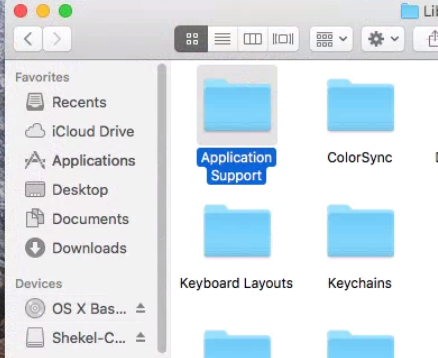 Lib
Favorites
Recents
iCloud Drive
Applications
Desktop
Documents
Downloads
Devices
OS X Bas...
Shekel-C...
Application
Support
ColorSync
Keyboard Layouts
Keychains